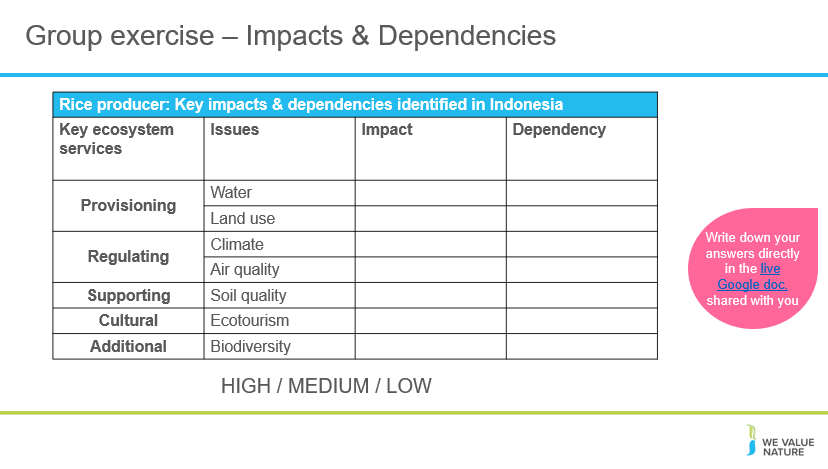 Group exercise – Impacts & Dependencies
Rice producer: Key impacts & dependencies identified in Indonesia
Key ecosystem
services
Issues
Impact
Dependency
Provisioning
Water
Land use
Regulating
Climate
Air quality
Supporting
Soil quality
Cultural
Ecotourism
Additional
Biodiversity
HIGH / MEDIUM / LOW
Write down your
answers directly
in the live
Google doc.
shared with you
WE VALUE
NATURE